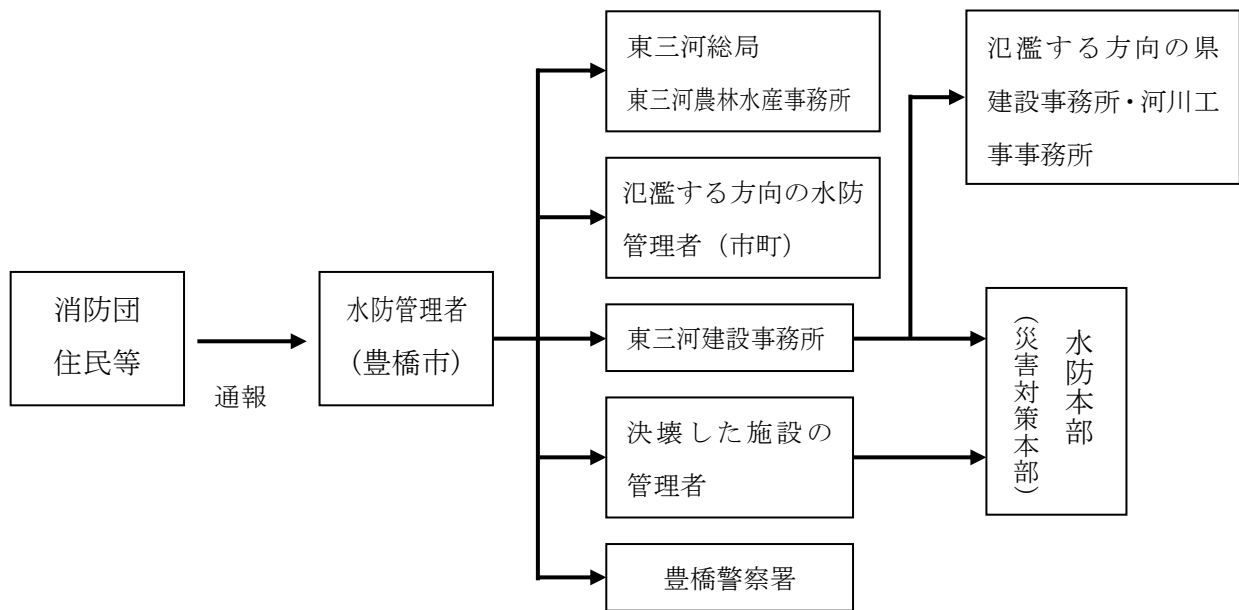 消防団
住民等
通報
水防管理者
(豊橋市)
東三河総局
東三河農林水産事務所
氾濫する方向の水防
管理者（市町）
東三河建設事務所
決壊した施設の
管理者
豊橋警察署
氾濫する方向の県
建設事務所・河川工
事事務所
水防本部
(災害対策本部)